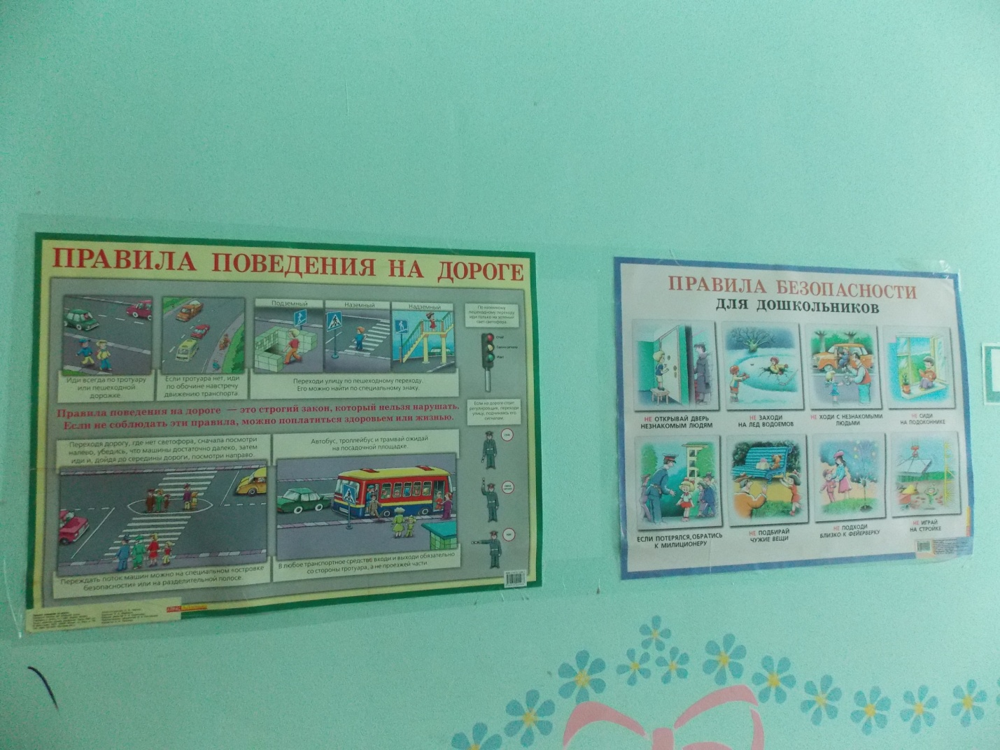 ПРАВИЛА ПОВЕДЕНИЯ НА ДОРОГЕ
Иди всегда по тротуару
или пешеходной
дорожке.
Если тротуара нет, иди
по обочине навстречу
движению транспорта.
Подземный
Наземный
Надземный
Переходи улицу по пешеходному переходу.
Его можно найти по специальному знаку.
По наземному
пешеходному переходу
иди только на зеленый
свет светофора.
Правила поведения на дороге — это строгий закон, который нельзя нарушать.
Если не соблюдать эти правила, можно поплатиться здоровьем или жизнью.
Если на дороге стоит
регулировщик, переходи
улицу, подчиняясь его
сигналам.
Переходя дорогу, где нет светофора, сначала посмотри
налево, убедись, что машины достаточно далеко, затем
иди и, дойдя до середины дороги, посмотри направо.
Переждать поток машин можно на специальном «островке
безопасности» или на разделительной полосе.
Автобус, троллейбус и трамвай ожидай
на посадочной площадке.
В любое транспортное средство входи и выходи обязательно
со стороны тротуара, а не проезжей части.
ПРАВИЛА БЕЗОПАСНОСТИ
ДЛЯ ДОШКОЛЬНИКОВ
НЕ ОТКРЫВАЙ ДВЕРЬ
НЕЗНАКОМЫМ ЛЮДЯМ
НЕ ЗАХОДИ
НА ЛЕД ВОДОЕМОВ
НЕ ХОДИ С НЕЗНАКОМЫМИ
ЛЮДЬМИ
НЕ СИДИ
НА ПОДОКОННИКЕ
ЕСЛИ ПОТЕРЯЛСЯ, ОБРАТИСЬ
К МИЛИЦИОНЕРУ
НЕ ПОДБИРАЙ
ЧУЖИЕ ВЕЩИ
НЕ ПОДХОДИ
БЛИЗКО К ФЕЙЕРВЕРКУ
НЕ ИГРАЙ
НА СТРОЙКЕ